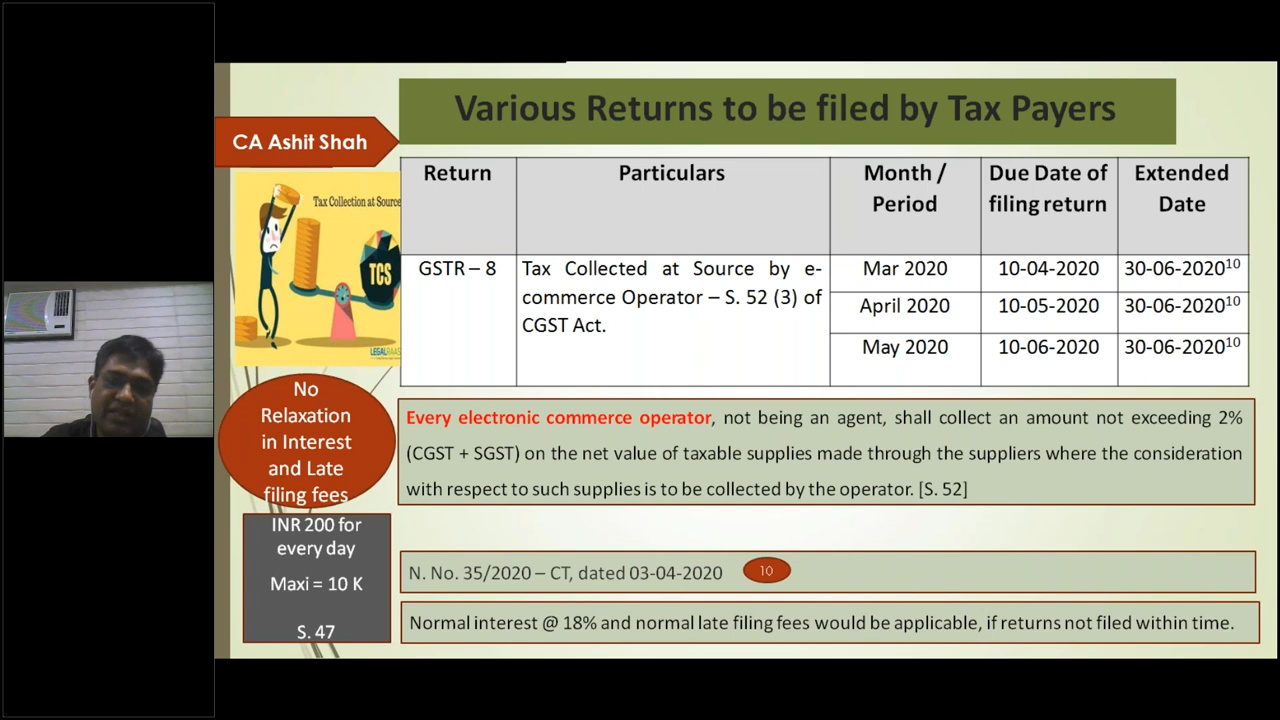 Various Returns to be filed by Tax Payers
CA Ashit Shah
Tax Collection at Source
TCS
Return Particulars Month / Period Due Date of filing return Extended Date
GSTR – 8 Tax Collected at Source by e-commerce Operator – S. 52 (3) of CGST Act.
Mar 2020 10-04-2020 30-06-2020¹⁰
April 2020 10-05-2020 30-06-2020¹⁰
May 2020 10-06-2020 30-06-2020¹⁰
No
Relaxation
in Interest
and Late
filing fees
Every electronic commerce operator, not being an agent, shall collect an amount not exceeding 2%
(CGST + SGST) on the net value of taxable supplies made through the suppliers where the consideration
with respect to such supplies is to be collected by the operator. [S. 52]
INR 200 for
every day
Maxi = 10 K
S. 47
N. No. 35/2020 – CT, dated 03-04-2020 10
Normal interest @ 18% and normal late filing fees would be applicable, if returns not filed within time.